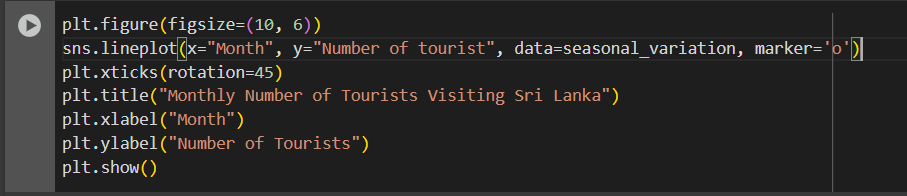 plt.figure(figsize=(10, 6))
sns.lineplot(x="Month", y="Number of tourist", data=seasonal_variation, marker='o')
plt.xticks(rotation=45)
plt.title("Monthly Number of Tourists Visiting Sri Lanka")
plt.xlabel("Month")
plt.ylabel("Number of Tourists")
plt.show()